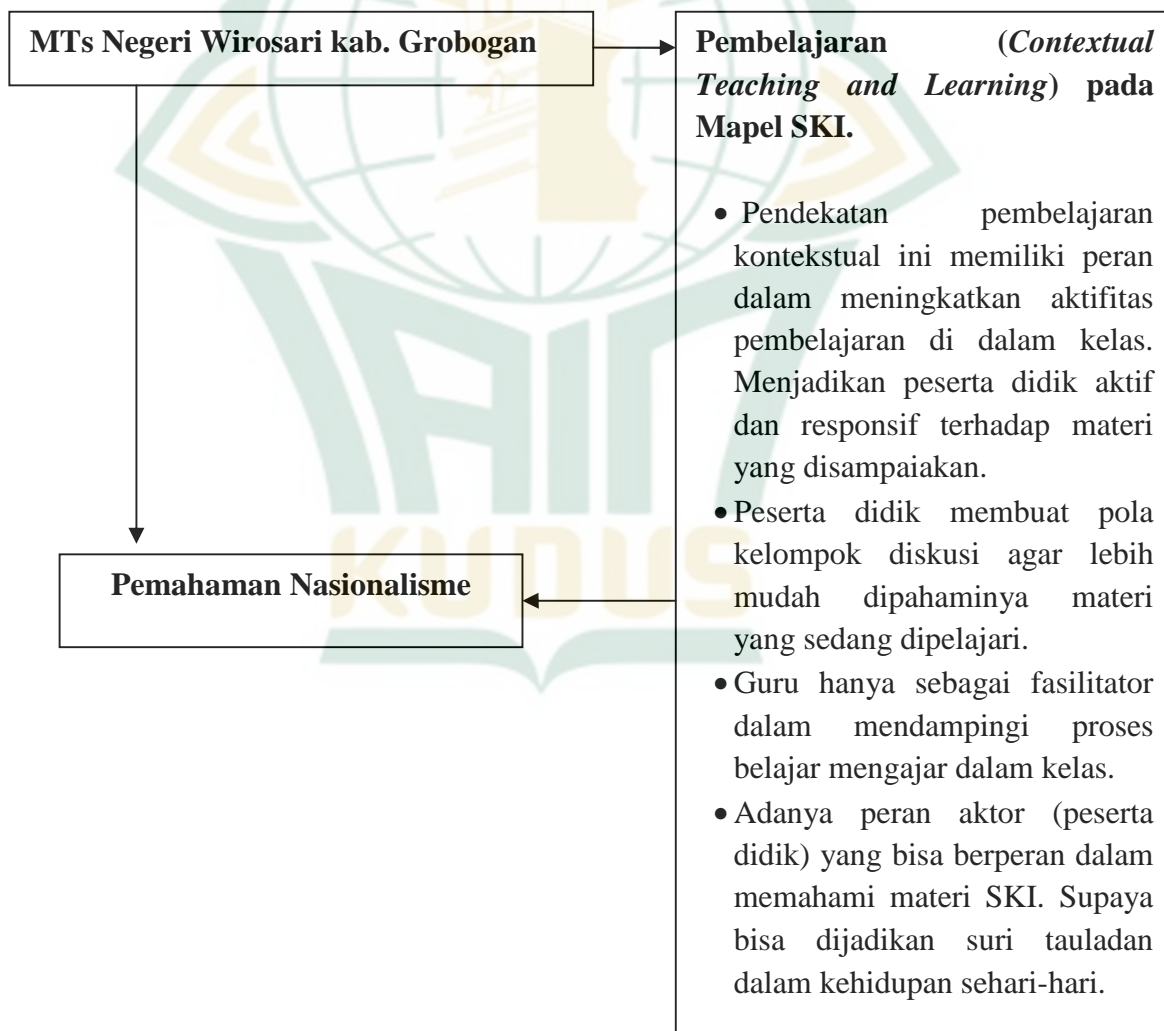 MTs Negeri Wirosari kab. Grobogan
Pembelajaran (Contextual
Teaching and Learning) pada
Mapel SKI.
• Pendekatan pembelajaran
kontekstual ini memiliki peran
dalam meningkatkan aktifitas
pembelajaran di dalam kelas.
Menjadikan peserta didik aktif
dan responsif terhadap materi
yang disampaiakan.
• Peserta didik membuat pola
kelompok diskusi agar lebih
mudah dipahaminya materi
yang sedang dipelajari.
• Guru hanya sebagai fasilitator
dalam mendampingi proses
belajar mengajar dalam kelas.
• Adanya peran aktor (peserta
didik) yang bisa berperan dalam
memahami materi SKI. Supaya
bisa dijadikan suri tauladan
dalam kehidupan sehari-hari.
Pemahaman Nasionalisme
IAIN
KUDUS